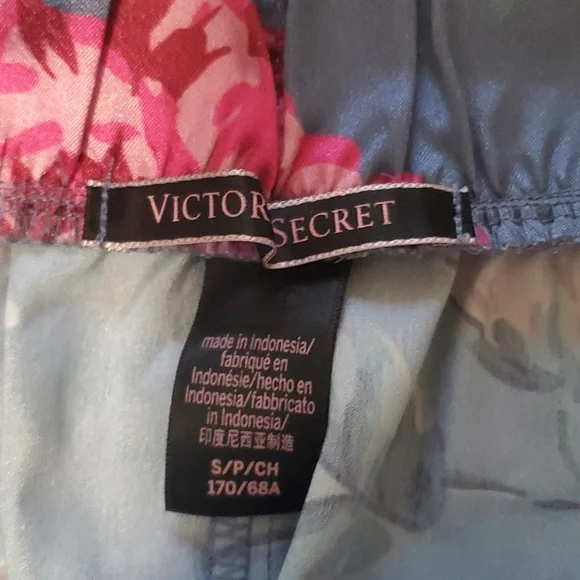 VICTOR SECRET
made in Indonesia/
fabriqué en
Indonésie/hecho en
Indonesia/fabbricato
in Indonesia/
印度尼西亚制造
S/P/CH
170/68A